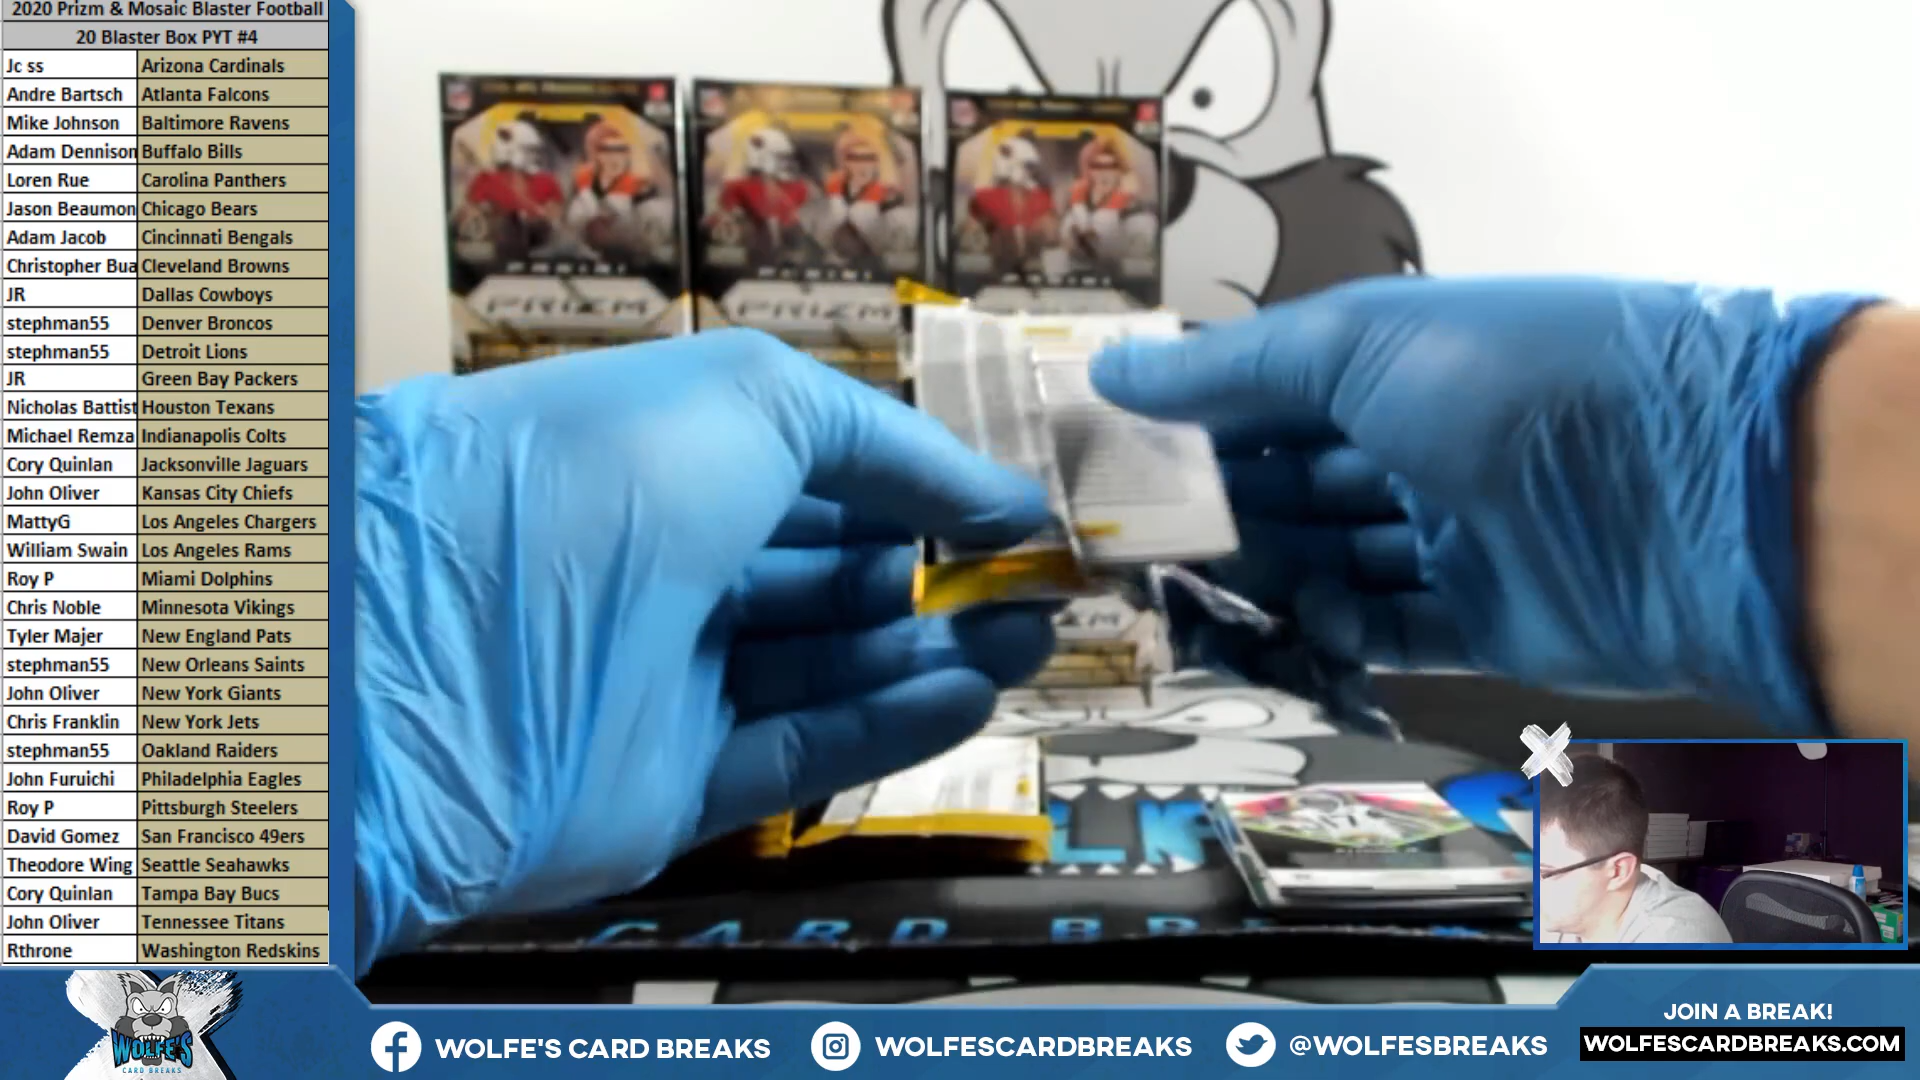 2020 Prizm & Mosaic Blaster Football
20 Blaster Box PYT #4
Jc ss Arizona Cardinals
Andre Bartsch Atlanta Falcons
Mike Johnson Baltimore Ravens
Adam Dennison Buffalo Bills
Loren Rue Carolina Panthers
Jason Beaumon Chicago Bears
Adam Jacob Cincinnati Bengals
Christopher Bua Cleveland Browns
JR Dallas Cowboys
stephman55 Denver Broncos
stephman55 Detroit Lions
JR Green Bay Packers
Nicholas Battist Houston Texans
Michael Remza Indianapolis Colts
Cory Quinlan Jacksonville Jaguars
John Oliver Kansas City Chiefs
MattyG Los Angeles Chargers
William Swain Los Angeles Rams
Roy P Miami Dolphins
Chris Noble Minnesota Vikings
Tyler Majer New England Pats
stephman55 New Orleans Saints
John Oliver New York Giants
Chris Franklin New York Jets
stephman55 Oakland Raiders
John Furuichi Philadelphia Eagles
Roy P Pittsburgh Steelers
David Gomez San Francisco 49ers
Theodore Wing Seattle Seahawks
Cory Quinlan Tampa Bay Bucs
John Oliver Tennessee Titans
Rthrone Washington Redskins
PANINI PANINI PANINI
PRIZM PRIZM PRIZM
CARD BRE
WOLFE'S
CARD BREAKS
WOLFE'S CARD BREAKS
WOLFESCARDBREAKS
@WOLFESBREAKS
JOIN A BREAK!
WOLFESCARDBREAKS.COM